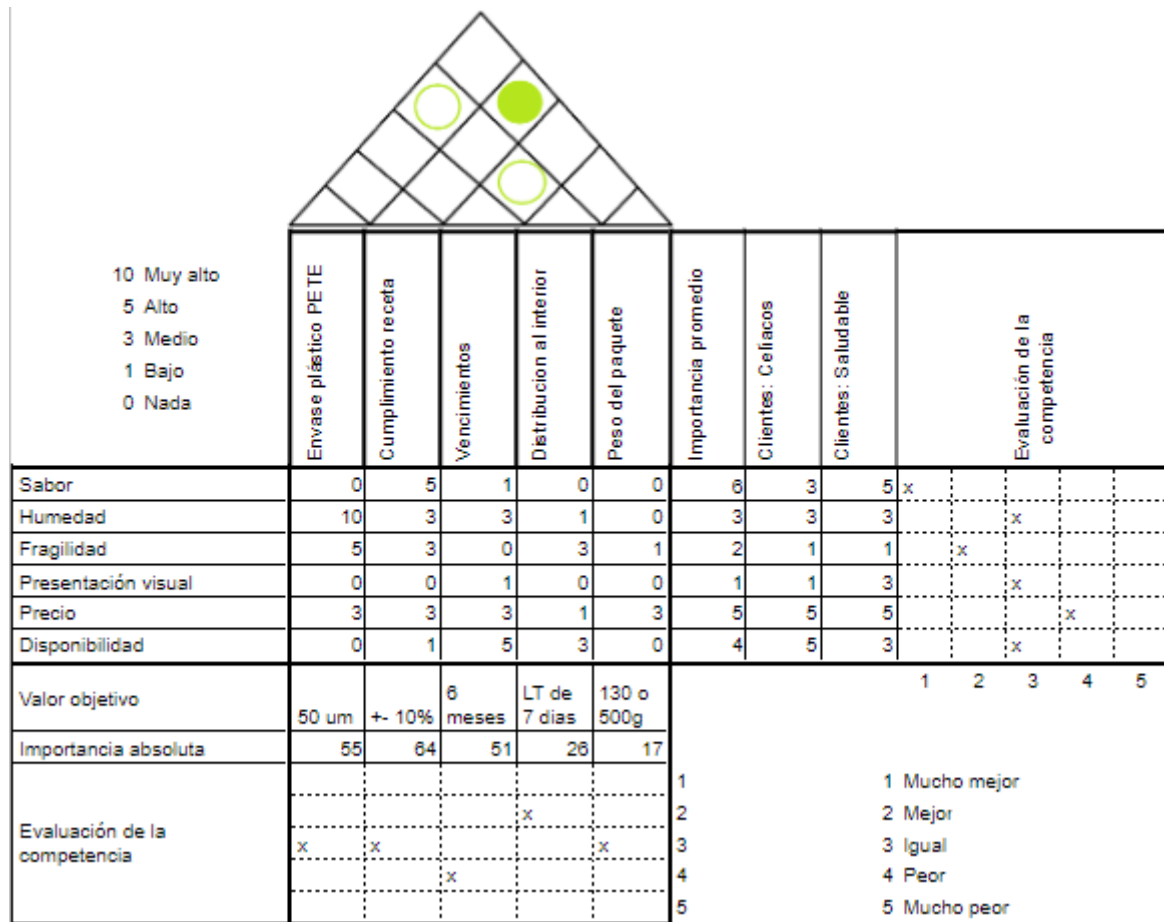 10 Muy alto
5 Alto
3 Medio
1 Bajo
0 Nada
Envase plástico PETE
Cumplimiento receta
Vencimientos
Distribucion al interior
Peso del paquete
Importancia promedio
Clientes: Celíacos
Clientes: Saludable
Evaluación de la
competencia
Sabor 0 5 1 0 0 6 3 5 x
Humedad 10 3 3 1 0 3 3 3 x
Fragilidad 5 3 0 3 1 2 1 1 x
Presentación visual 0 0 1 0 0 1 1 3 x
Precio 3 3 3 1 3 5 5 5 x
Disponibilidad 0 1 5 3 0 4 5 3 x
1 2 3 4 5
Valor objetivo 50 um +- 10% 6 meses LT de 7 dias 130 o 500g
Importancia absoluta 55 64 51 26 17
Evaluación de la
competencia
1 1 Mucho mejor
x 2 2 Mejor
x x x 3 3 Igual
x 4 4 Peor
5 5 Mucho peor